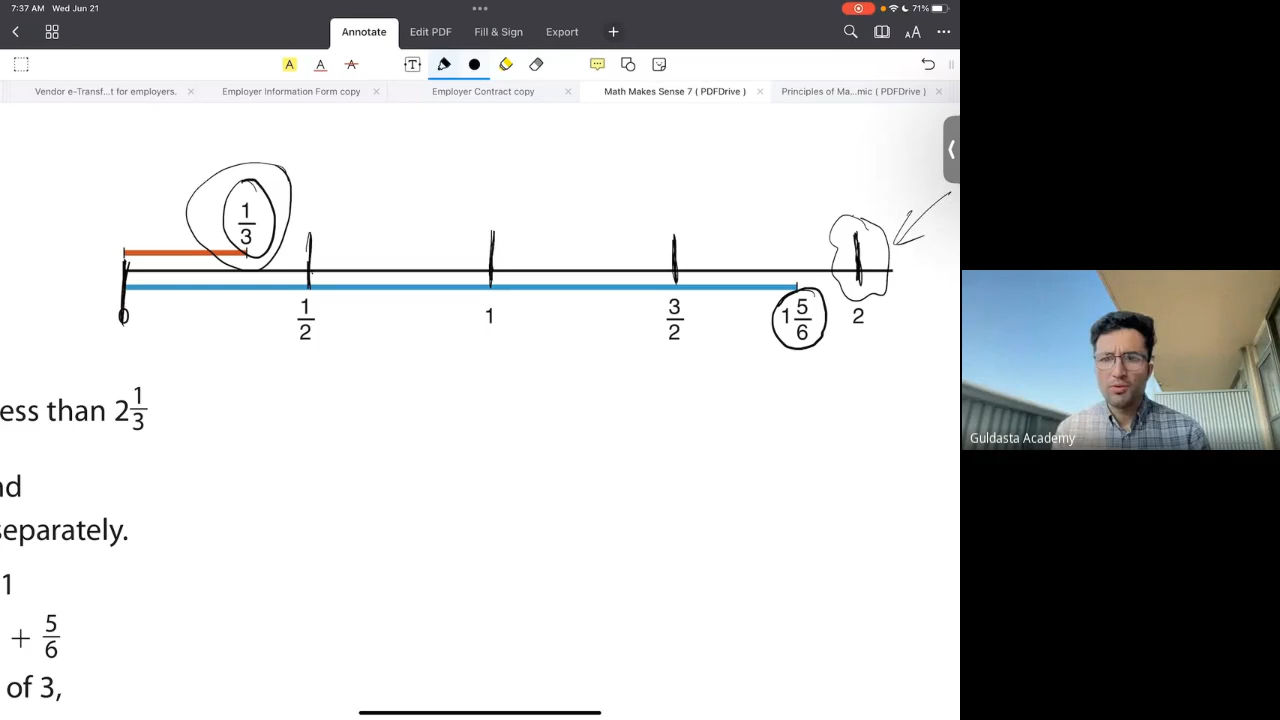 7:37 AM Wed Jun 21
71%
Annotate Edit PDF Fill & Sign Export +
AA
A A A T
Vendor e-Transf...t for employers. × Employer Information Form copy × Employer Contract copy × Math Makes Sense 7 ( PDFDrive ) × Principles of Ma...mic ( PDFDrive ) ×
1/3
0 1/2 1 3/2 1 5/6 2
ess than 2 1/3
nd
separately.
1
+ 5/6
of 3,
Guldasta Academy